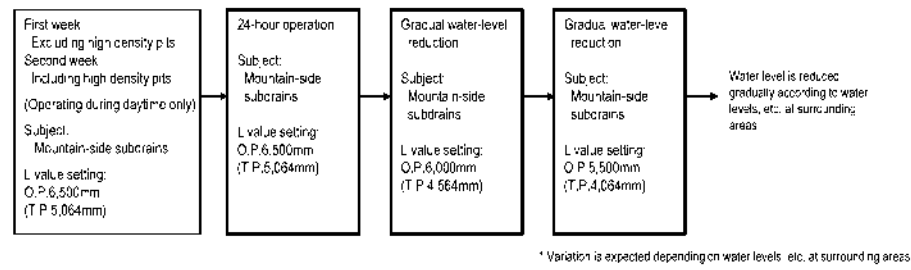 First week
Excluding high density pits
Second week
Including high density pits
(Operating during daytime only)
Subject:
Mountain-side subdrains
L value setting:
O.P.6,500mm
(T.P.5,064mm)
24-hour operation
Subject:
Mountain-side
subdrains
L value setting:
O.P.6,500mm
(T.P.5,064mm)
Gradual water-level
reduction
Subject:
Mountain-side
subdrains
L value setting:
O.P.6,000mm
(T.P.4,564mm)
Gradual water-level
reduction
Subject:
Mountain-side
subdrains
L value setting:
O.P.5,500mm
(T.P.4,064mm)
Water level is reduced
gradually according to water
levels, etc. at surrounding
areas
* Variation is expected depending on water levels, etc. at surrounding areas